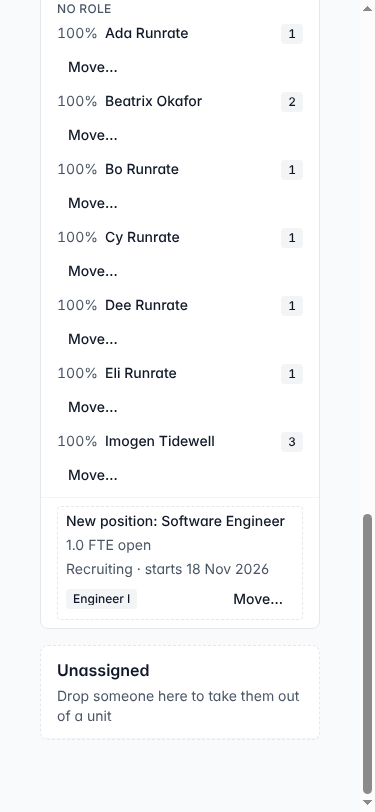 NO ROLE
100% Ada Runrate 1
Move...
100% Beatrix Okafor 2
Move...
100% Bo Runrate 1
Move...
100% Cy Runrate 1
Move...
100% Dee Runrate 1
Move...
100% Eli Runrate 1
Move...
100% Imogen Tidewell 3
Move...
New position: Software Engineer
1.0 FTE open
Recruiting · starts 18 Nov 2026
Engineer I Move...
Unassigned
Drop someone here to take them out
of a unit